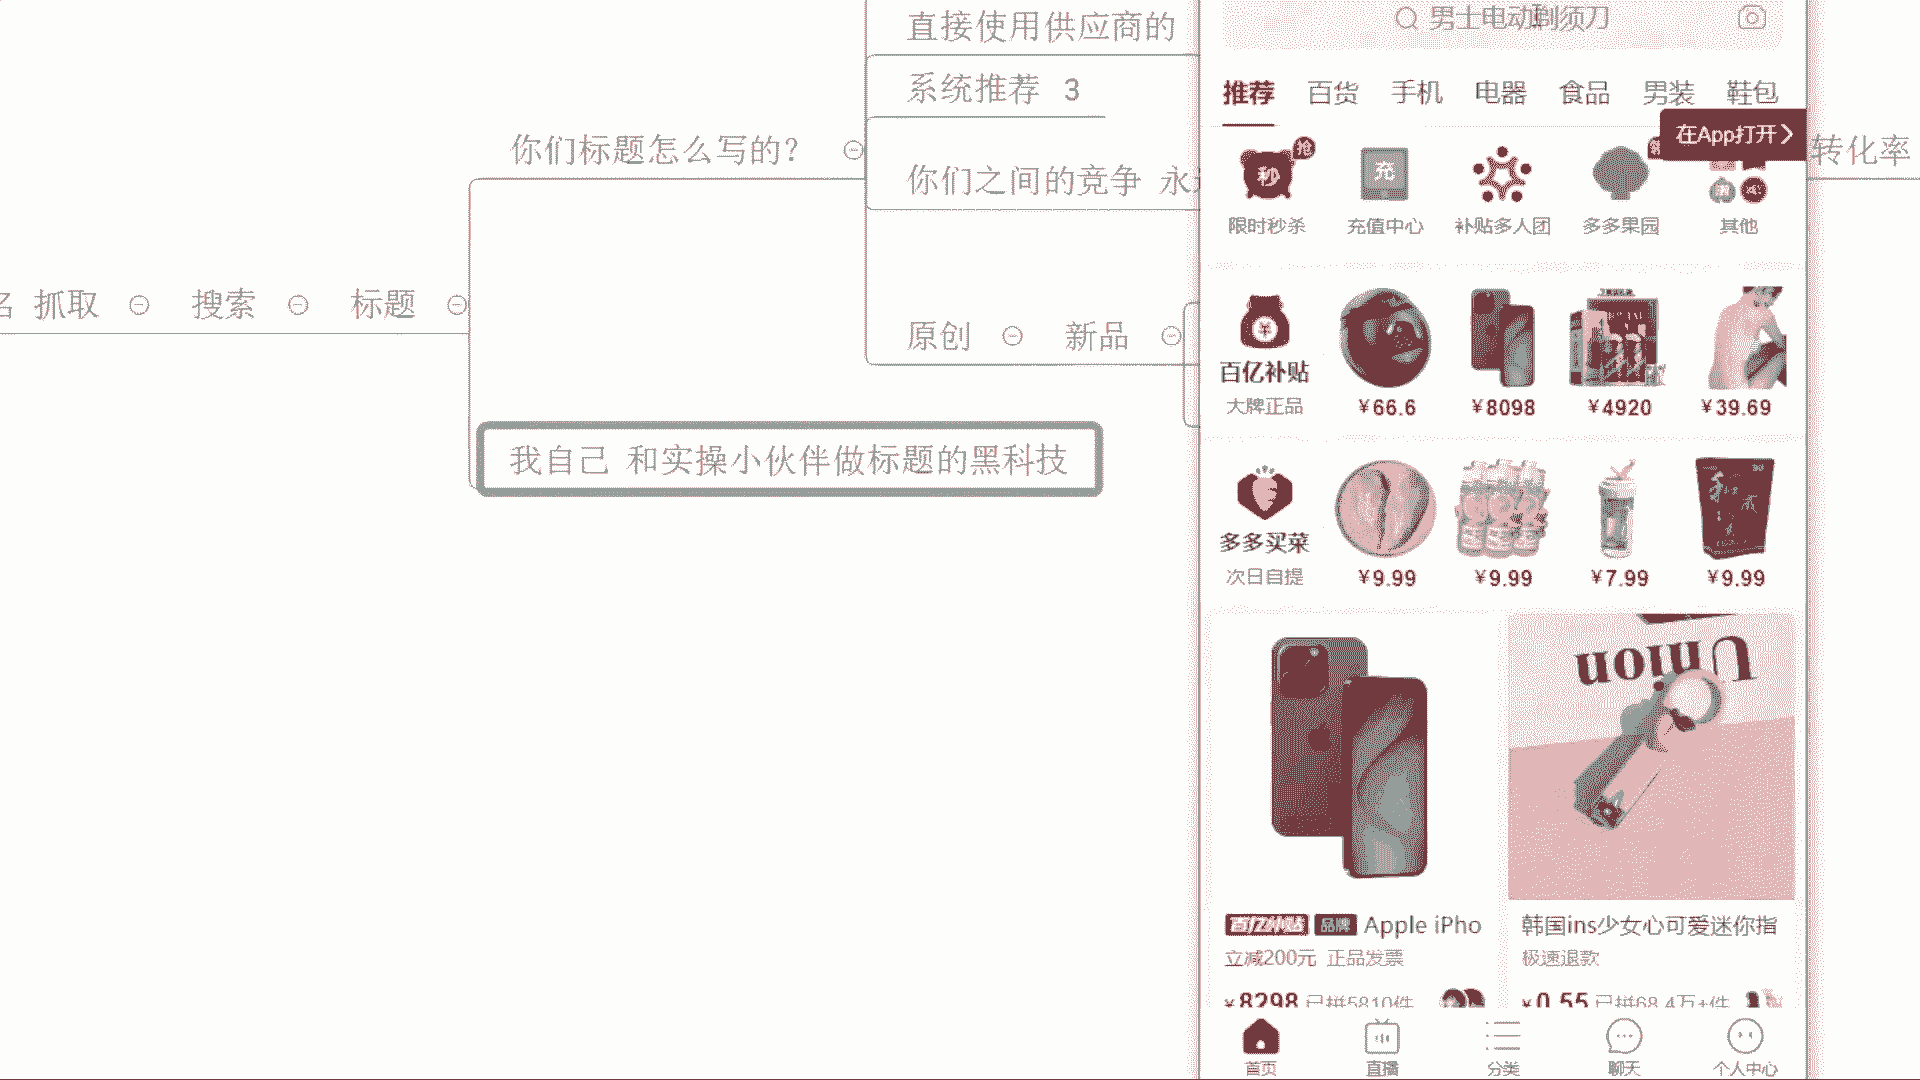 直接使用供应商的
系统推荐 3
你们标题怎么写的？
你们之间的竞争 永
抓取
搜索
标题
原创
新品
我自己 和实操小伙伴做标题的黑科技
转化率
男士电动剃须刀
推荐 百货 手机 电器 食品 男装 鞋包
在App打开
抢
秒
充
限时秒杀 充值中心 补贴多人团 多多果园 其他
百亿补贴
大牌正品
¥66.6 ¥8098 ¥4920 ¥39.69
多多买菜
次日自提
¥9.99 ¥9.99 ¥7.99 ¥9.99
Union
百亿补贴 品牌 Apple iPho
立减200元 正品发票
¥8298 已拼5810件
韩国ins少女心可爱迷你指
极速退款
¥0.55 已拼68.4万+件
首页 直播 分类 聊天 个人中心